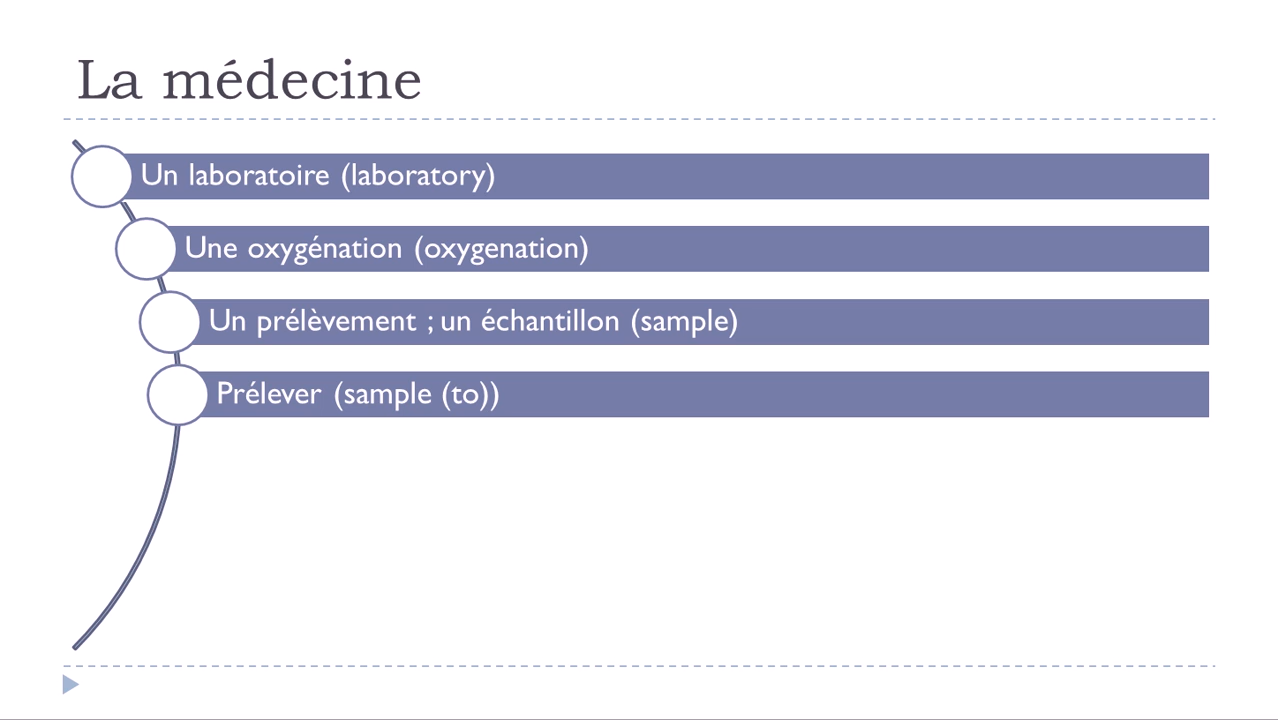 La médecine
Un laboratoire (laboratory)
Une oxygénation (oxygenation)
Un prélèvement ; un échantillon (sample)
Prélever (sample (to))